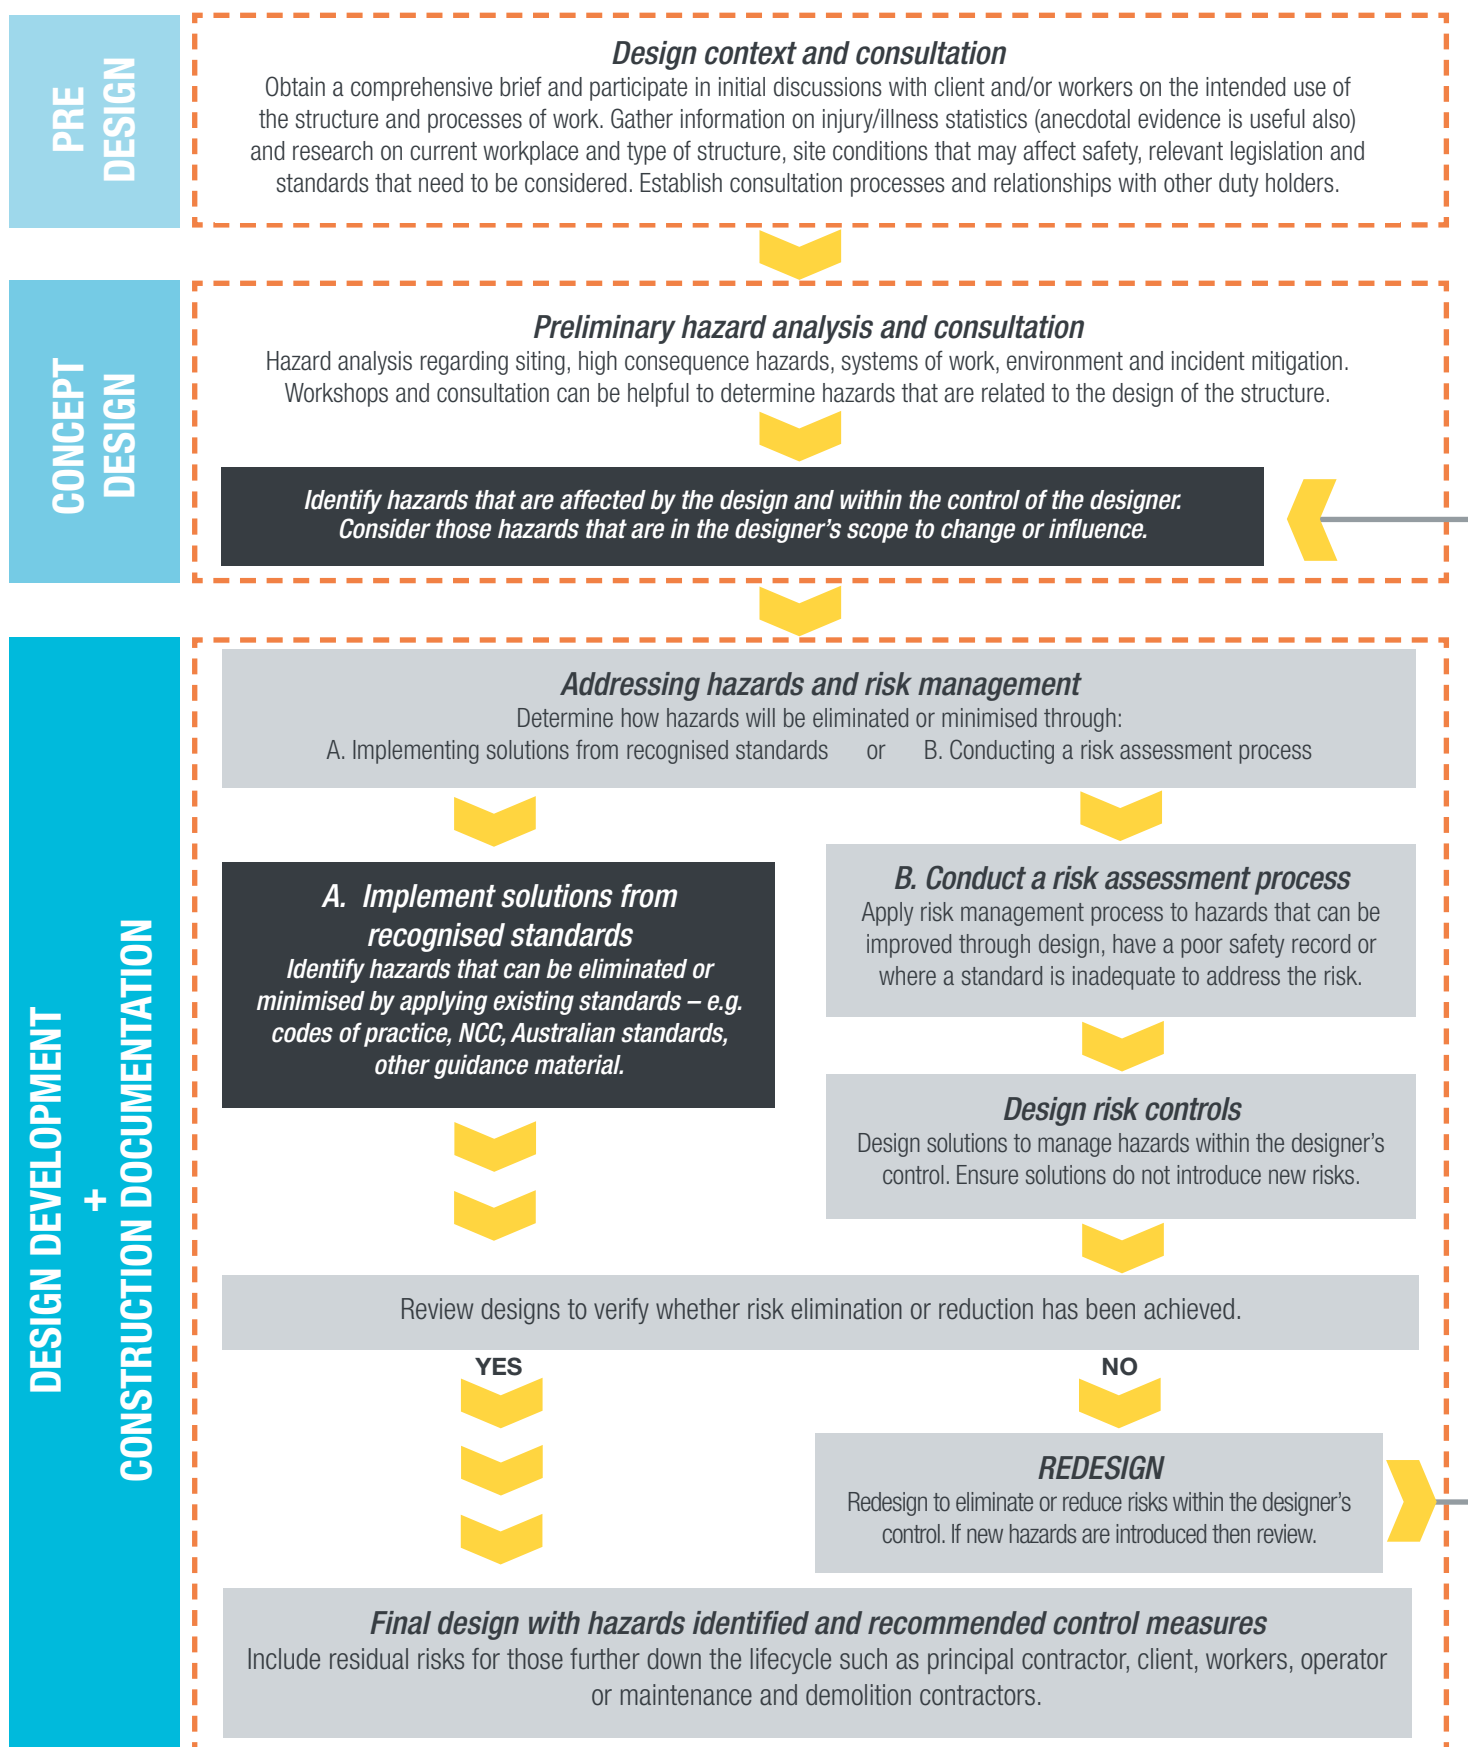 PRE
DESIGN
Design context and consultation
Obtain a comprehensive brief and participate in initial discussions with client and/or workers on the intended use of
the structure and processes of work. Gather information on injury/illness statistics (anecdotal evidence is useful also)
and research on current workplace and type of structure, site conditions that may affect safety, relevant legislation and
standards that need to be considered. Establish consultation processes and relationships with other duty holders.
CONCEPT
DESIGN
Preliminary hazard analysis and consultation
Hazard analysis regarding siting, high consequence hazards, systems of work, environment and incident mitigation.
Workshops and consultation can be helpful to determine hazards that are related to the design of the structure.
Identify hazards that are affected by the design and within the control of the designer.
Consider those hazards that are in the designer's scope to change or influence.
DESIGN DEVELOPMENT
+
CONSTRUCTION DOCUMENTATION
Addressing hazards and risk management
Determine how hazards will be eliminated or minimised through:
A. Implementing solutions from recognised standards or B. Conducting a risk assessment process
A. Implement solutions from
recognised standards
Identify hazards that can be eliminated or
minimised by applying existing standards – e.g.
codes of practice, NCC, Australian standards,
other guidance material.
B. Conduct a risk assessment process
Apply risk management process to hazards that can be
improved through design, have a poor safety record or
where a standard is inadequate to address the risk.
Design risk controls
Design solutions to manage hazards within the designer's
control. Ensure solutions do not introduce new risks.
Review designs to verify whether risk elimination or reduction has been achieved.
YES
NO
REDESIGN
Redesign to eliminate or reduce risks within the designer's
control. If new hazards are introduced then review.
Final design with hazards identified and recommended control measures
Include residual risks for those further down the lifecycle such as principal contractor, client, workers, operator
or maintenance and demolition contractors.